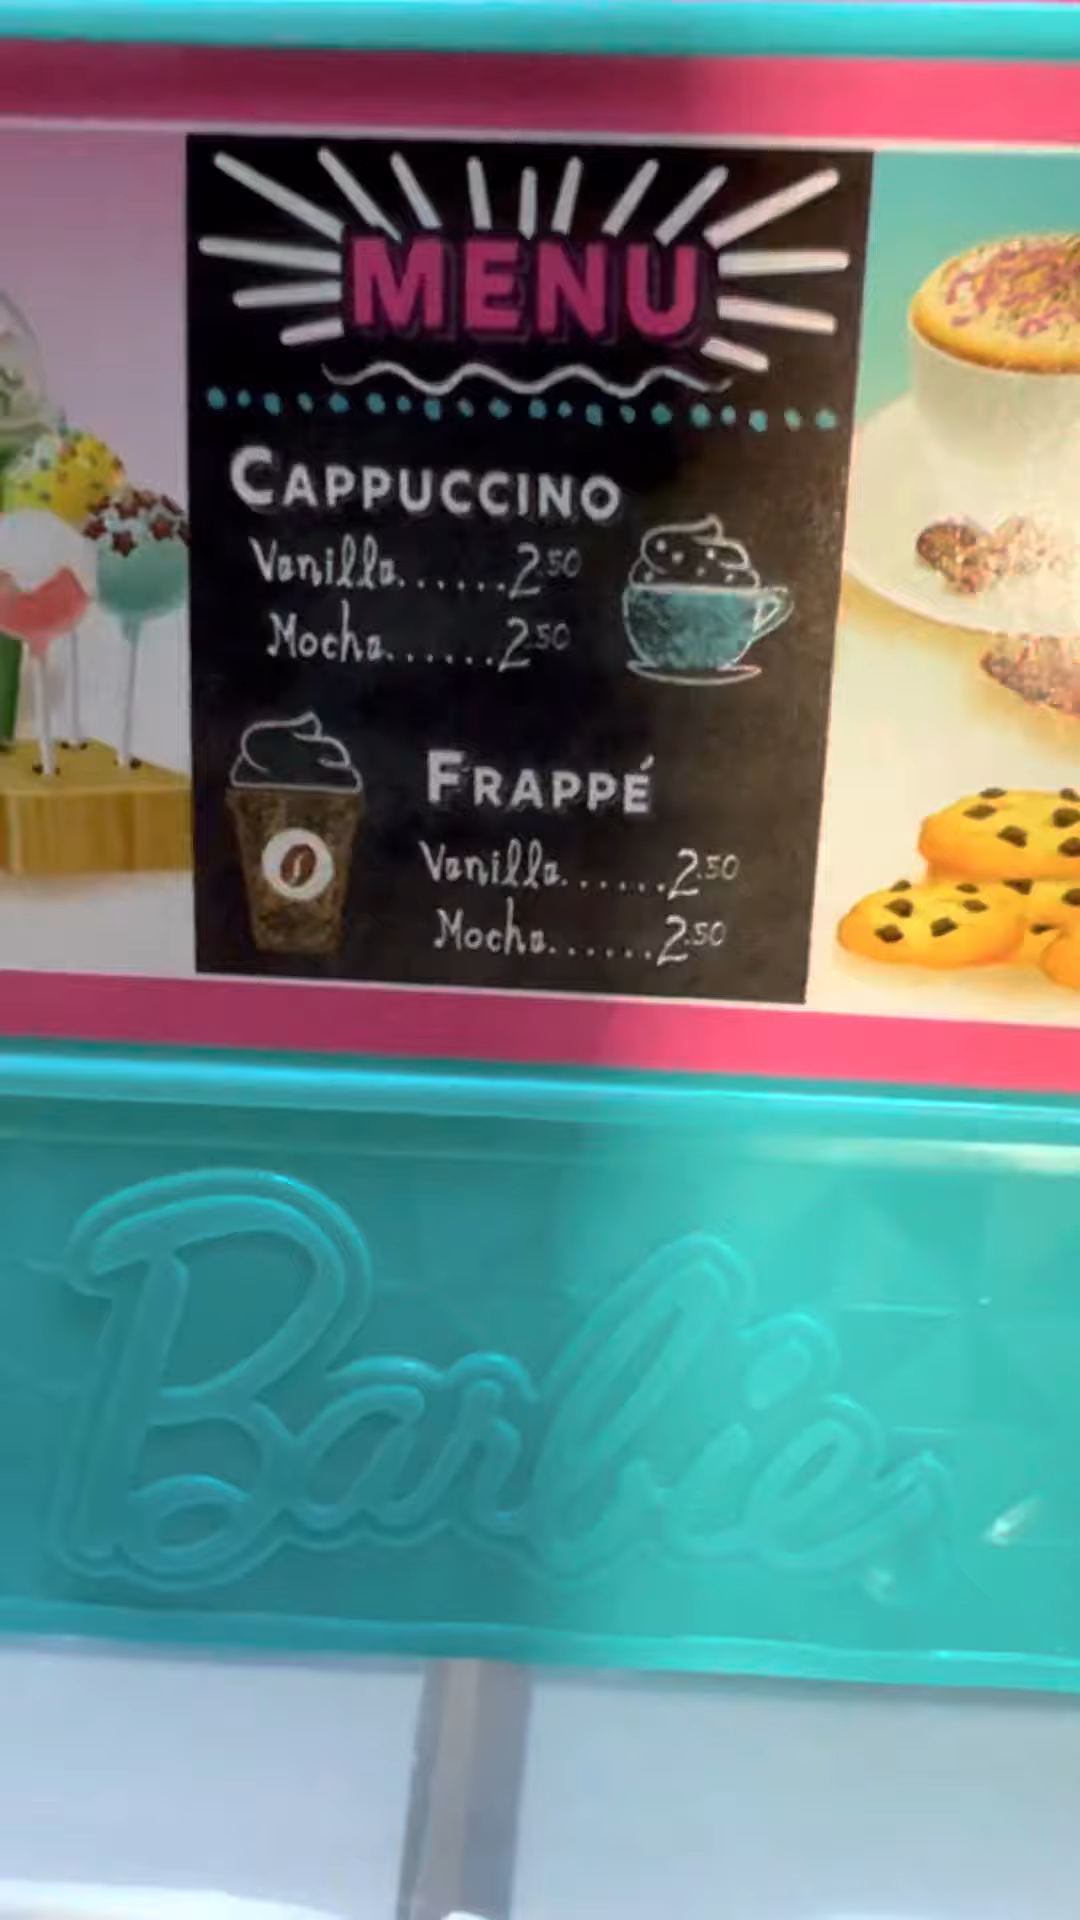 MENU
CAPPUCCINO
Vanilla......2.50
Mocha......2.50
FRAPPÉ
Vanilla......2.50
Mocha......2.50
Barbie